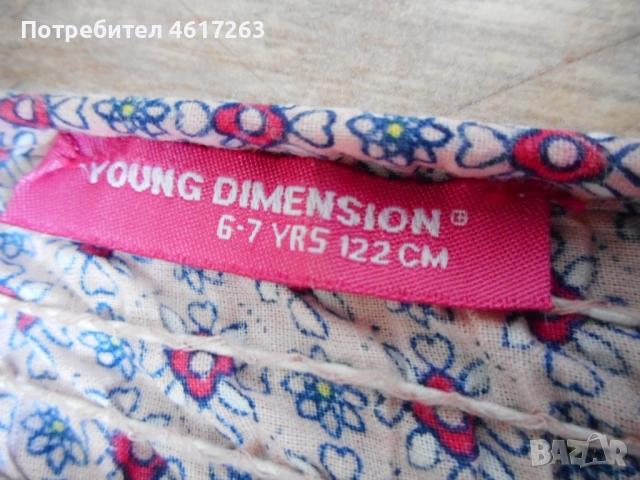 Потребител 4617263
YOUNG DIMENSION®
6-7 YRS 122 CM
BAZAR